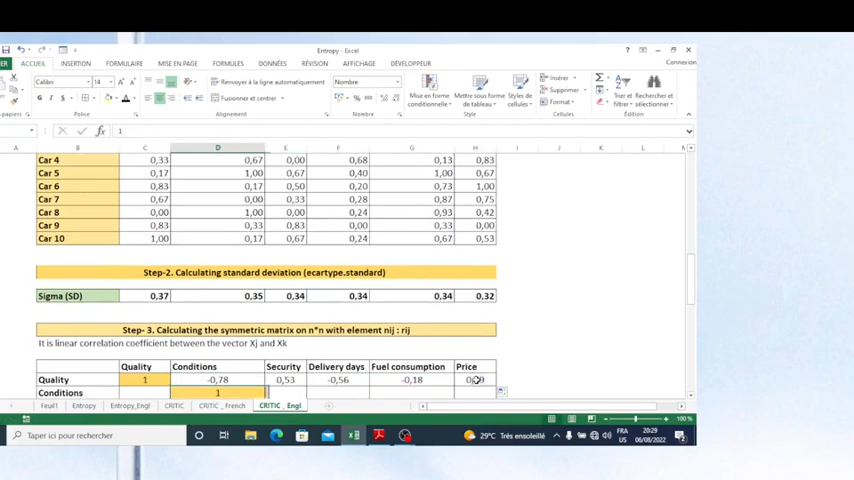 Entropy - Excel
ACCUEIL INSERTION FORMULAIRE MISE EN PAGE FORMULES DONNÉES RÉVISION AFFICHAGE DÉVELOPPEUR Connexion
Calibri 14 A A Renvoyer à la ligne automatiquement Nombre Insérer
G I S Fusionner et centrer % Mise en forme conditionnelle Mettre sous forme de tableau Styles de cellules Supprimer Format Trier et filtrer Rechercher et sélectionner
Police Alignement Nombre Style Cellules Édition
fx 1
A B C D E F G H I J K L
Car 4 0,33 0,67 0,00 0,68 0,13 0,83
Car 5 0,17 1,00 0,67 0,40 1,00 0,67
Car 6 0,83 0,17 0,50 0,20 0,73 1,00
Car 7 0,67 0,00 0,33 0,28 0,87 0,75
Car 8 0,00 1,00 0,00 0,24 0,93 0,42
Car 9 0,83 0,33 0,83 0,00 0,33 0,00
Car 10 1,00 0,17 0,67 0,24 0,67 0,53
Step-2. Calculating standard deviation (ecartype.standard)
Sigma (SD) 0,37 0,35 0,34 0,34 0,34 0,32
Step- 3. Calculating the symmetric matrix on n*n with element nij : rij
It is linear correlation coefficient between the vector Xj and Xk
Quality Conditions Security Delivery days Fuel consumption Price
Quality 1 -0,78 0,53 -0,56 -0,18
Conditions 1
Feuil1 Entropy Entropy_Engl CRITIC CRITIC _ French CRITIC _ Engl
Taper ici pour rechercher 29°C Très ensoleillé FRA 20:29
US 06/08/2022 2